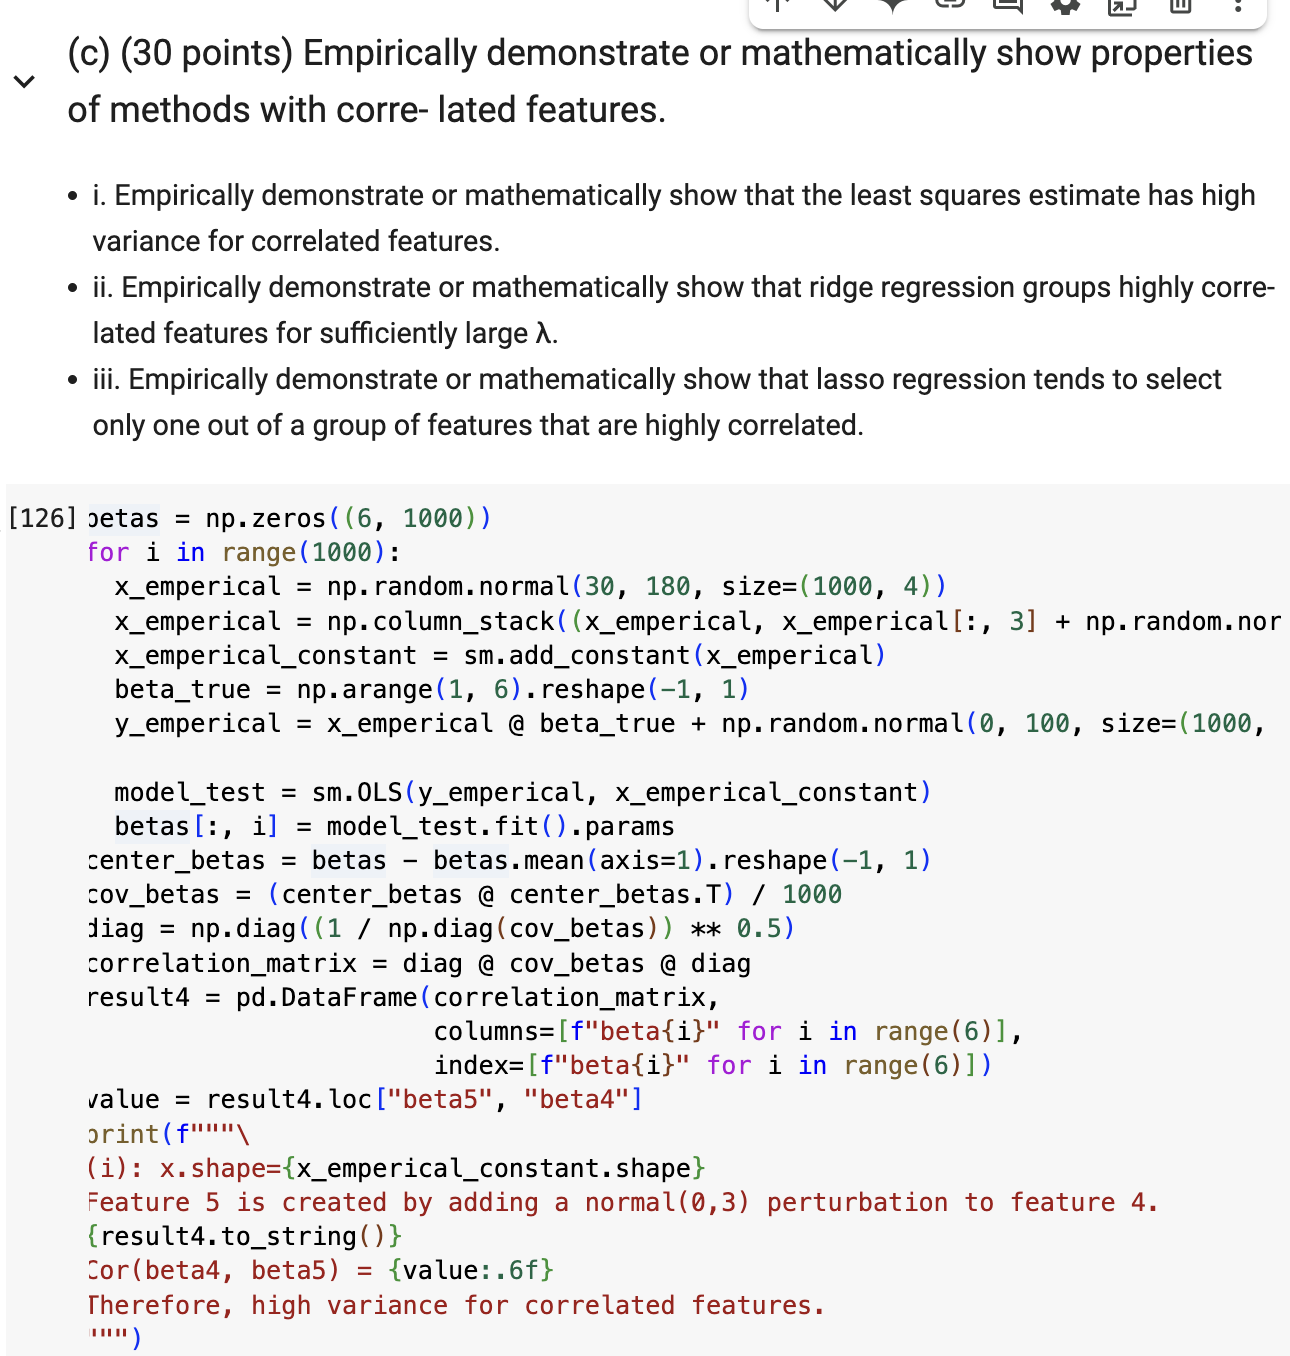 (c) (30 points) Empirically demonstrate or mathematically show properties
of methods with corre- lated features.
• i. Empirically demonstrate or mathematically show that the least squares estimate has high
variance for correlated features.
• ii. Empirically demonstrate or mathematically show that ridge regression groups highly corre-
lated features for sufficiently large λ.
• iii. Empirically demonstrate or mathematically show that lasso regression tends to select
only one out of a group of features that are highly correlated.
[126] betas = np.zeros((6, 1000))
for i in range(1000):
  x_emperical = np.random.normal(30, 180, size=(1000, 4))
  x_emperical = np.column_stack((x_emperical, x_emperical[:, 3] + np.random.nor
  x_emperical_constant = sm.add_constant(x_emperical)
  beta_true = np.arange(1, 6).reshape(-1, 1)
  y_emperical = x_emperical @ beta_true + np.random.normal(0, 100, size=(1000,
  model_test = sm.OLS(y_emperical, x_emperical_constant)
  betas[:, i] = model_test.fit().params
center_betas = betas - betas.mean(axis=1).reshape(-1, 1)
cov_betas = (center_betas @ center_betas.T) / 1000
diag = np.diag((1 / np.diag(cov_betas)) ** 0.5)
correlation_matrix = diag @ cov_betas @ diag
result4 = pd.DataFrame(correlation_matrix,
                       columns=[f"beta{i}" for i in range(6)],
                       index=[f"beta{i}" for i in range(6)])
value = result4.loc["beta5", "beta4"]
print(f"""\
(i): x.shape={x_emperical_constant.shape}
Feature 5 is created by adding a normal(0,3) perturbation to feature 4.
{result4.to_string()}
Cor(beta4, beta5) = {value:.6f}
Therefore, high variance for correlated features.
""")